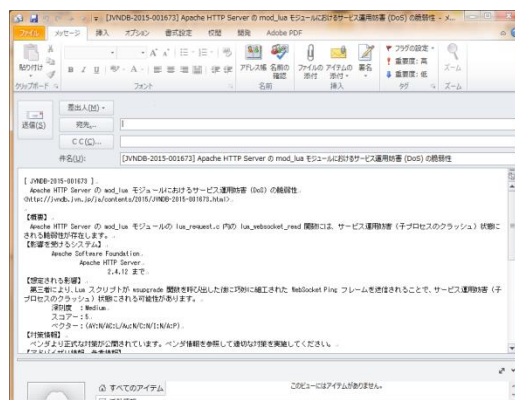 [JVNDB-2015-001673] Apache HTTP Server の mod_lua モジュールにおけるサービス運用妨害 (DoS) の脆弱性 - メ...
ファイル メッセージ 挿入 オプション 書式設定 校閲 開発 Adobe PDF
貼り付け
アドレス帳 名前の確認
ファイルの添付 アイテムの添付 署名
フラグの設定
重要度: 高
重要度: 低
ズーム
クリップボード フォント 名前 挿入 タグ ズーム
送信(S)
差出人(M)
宛先...
CC(C)...
件名(U): [JVNDB-2015-001673] Apache HTTP Server の mod_lua モジュールにおけるサービス運用妨害 (DoS) の脆弱性
[ JVNDB-2015-001673 ]
Apache HTTP Server の mod_lua モジュールにおけるサービス運用妨害 (DoS) の脆弱性
<http://jvndb.jvn.jp/ja/contents/2015/JVNDB-2015-001673.html>
【概要】
Apache HTTP Server の mod_lua モジュールの lua_request.c 内の lua_websocket_read 関数には、サービス運用妨害 (子プロセスのクラッシュ) 状態に
される脆弱性が存在します。
【影響を受けるシステム】
Apache Software Foundation
Apache HTTP Server
2.4.12 まで
【想定される影響】
第三者により、Lua スクリプトが wsupgrade 関数を呼び出した後に巧妙に細工された WebSocket Ping フレームを送信されることで、サービス運用妨害 (子
プロセスのクラッシュ) 状態にされる可能性があります。
深刻度 : Medium
スコアー : 5
ベクター : (AV:N/AC:L/Au:N/C:N/I:N/A:P)
【対策情報】
ベンダより正式な対策が公開されています。ベンダ情報を参照して適切な対策を実施してください。
すべてのアイテム
このビューにはアイテムがありません。